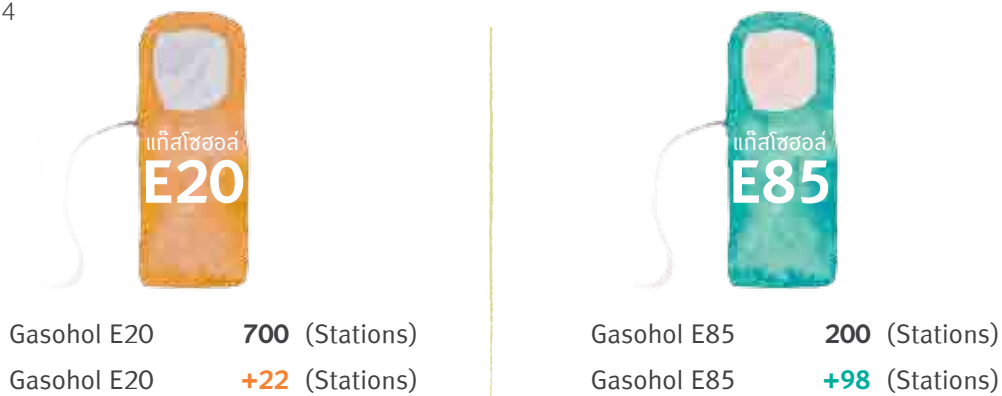 4
แก๊สโซฮอล์
E20
Gasohol E20 700 (Stations)
Gasohol E20 +22 (Stations)
แก๊สโซฮอล์
E85
Gasohol E85 200 (Stations)
Gasohol E85 +98 (Stations)